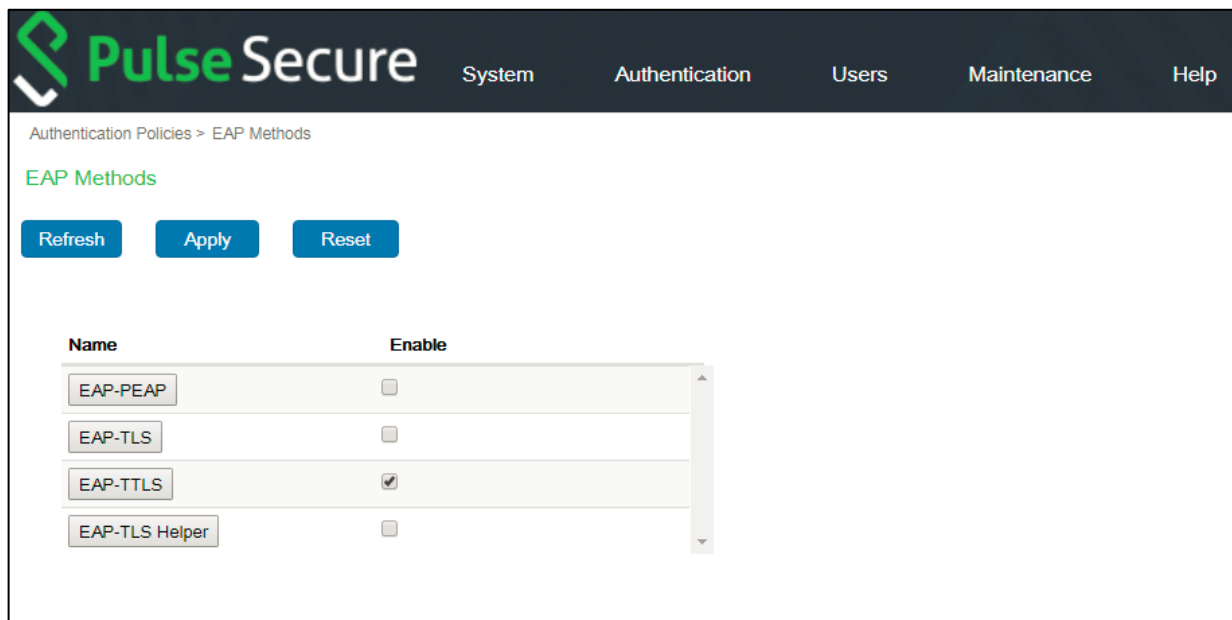 Pulse Secure System Authentication Users Maintenance Help
Authentication Policies > EAP Methods
EAP Methods
Refresh Apply Reset
Name Enable
EAP-PEAP
EAP-TLS
EAP-TTLS
EAP-TLS Helper